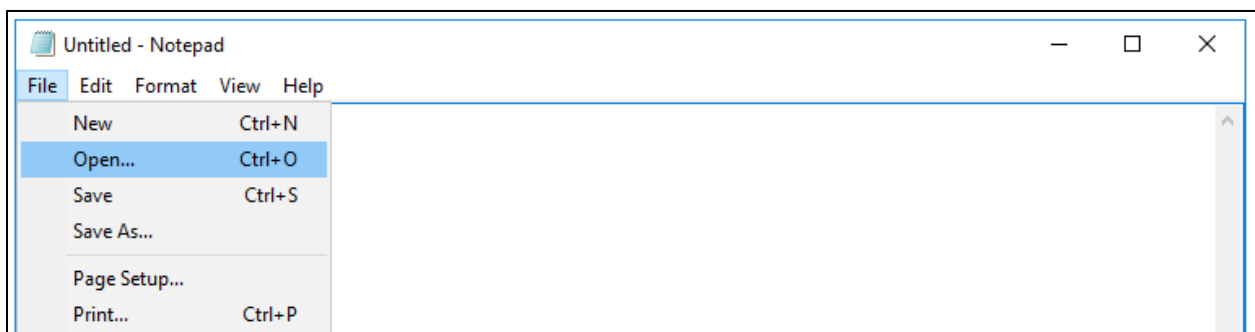 Untitled - Notepad
File Edit Format View Help
New Ctrl+N
Open... Ctrl+O
Save Ctrl+S
Save As...
Page Setup...
Print... Ctrl+P